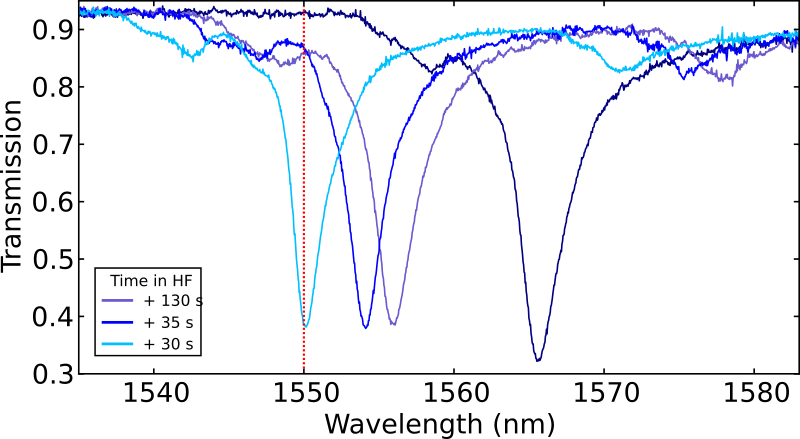 0.9
0.8
0.7
0.6
0.5
0.4
0.3
Transmission
Time in HF
+ 130 s
+ 35 s
+ 30 s
1540 1550 1560 1570 1580
Wavelength (nm)